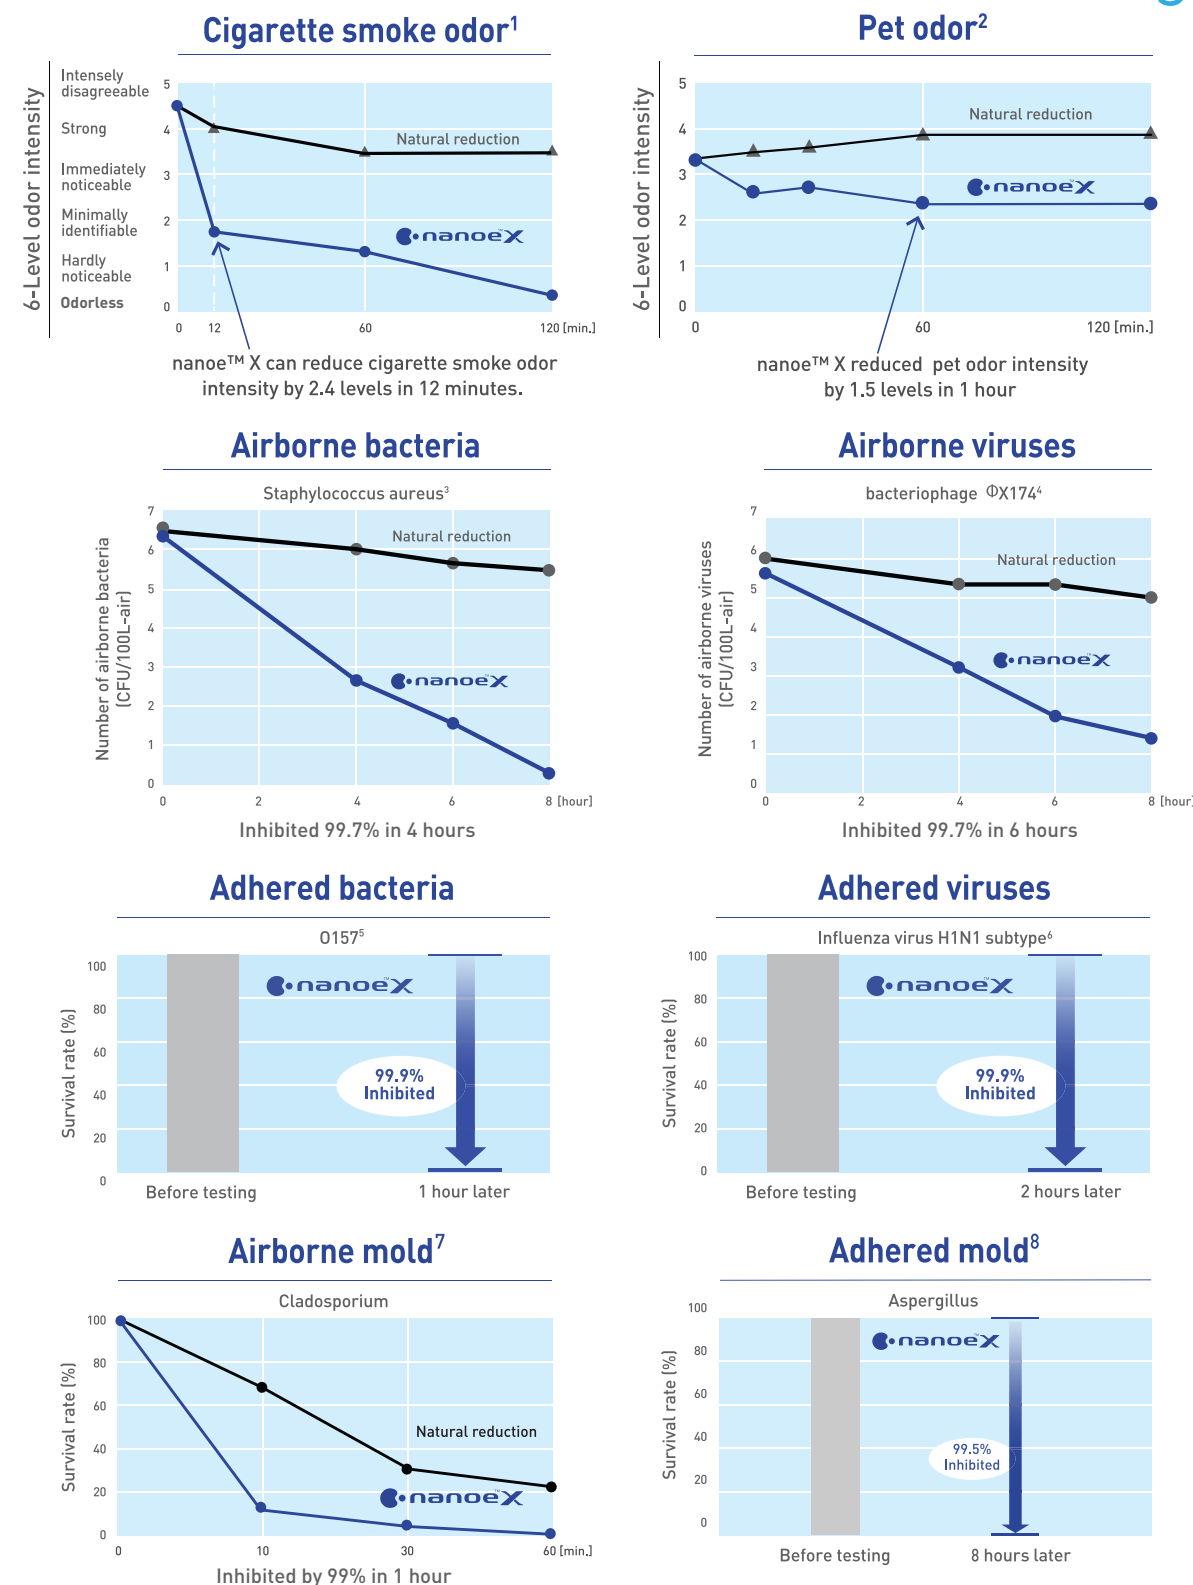 Cigarette smoke odor1
6-Level odor intensity
Intensely
disagreeable
Strong
Immediately
noticeable
Minimally
identifiable
Hardly
noticeable
Odorless
5
4
3
2
1
0
Natural reduction
nanoe™X
0 12 60 120 [min.]
nanoe™ X can reduce cigarette smoke odor
intensity by 2.4 levels in 12 minutes.
Pet odor2
6-Level odor intensity
5
4
3
2
1
0
Natural reduction
nanoeX
0 60 120 [min.]
nanoe™ X reduced pet odor intensity
by 1.5 levels in 1 hour
Airborne bacteria
Staphylococcus aureus3
Number of airborne bacteria
(CFU/100L-air)
7
6
5
4
3
2
1
0
Natural reduction
nanoe™X
0 2 4 6 8 [hour]
Inhibited 99.7% in 4 hours
Airborne viruses
bacteriophage ΦX1744
Number of airborne viruses
(CFU/100L-air)
7
6
5
4
3
2
1
0
Natural reduction
nanoe™X
0 2 4 6 8 [hour]
Inhibited 99.7% in 6 hours
Adhered bacteria
O1575
Survival rate (%)
100
80
60
40
20
0
nanoe™X
99.9%
Inhibited
Before testing 1 hour later
Adhered viruses
Influenza virus H1N1 subtype6
Survival rate (%)
100
80
60
40
20
0
nanoe™X
99.9%
Inhibited
Before testing 2 hours later
Airborne mold7
Cladosporium
Survival rate (%)
100
80
60
40
20
0
Natural reduction
nanoe™X
0 10 30 60 [min.]
Inhibited by 99% in 1 hour
Adhered mold8
Aspergillus
Survival rate (%)
100
80
60
40
20
0
nanoe™X
99.5%
Inhibited
Before testing 8 hours later